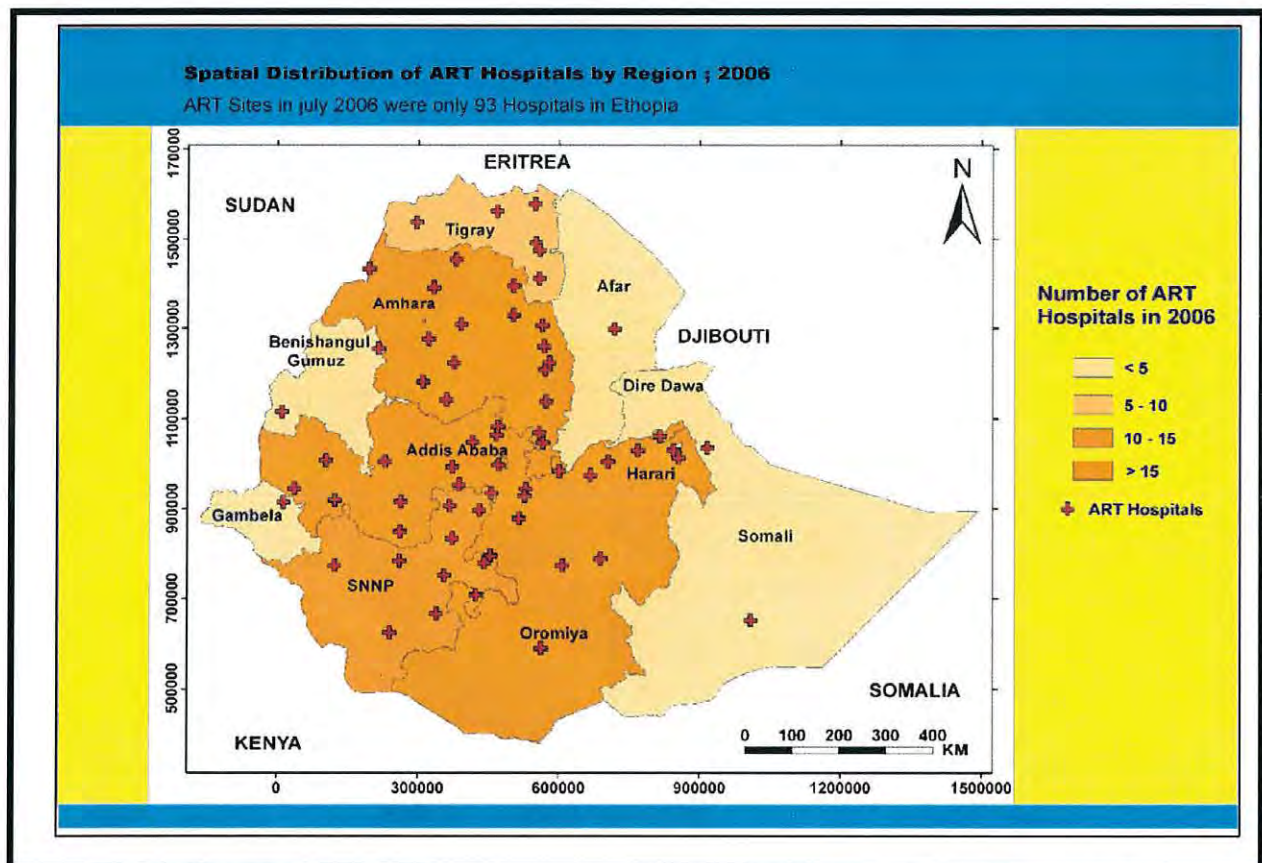 Spatial Distribution of ART Hospitals by Region ; 2006
ART Sites in july 2006 were only 93 Hospitals in Ethopia
ERITREA
SUDAN
N
Tigray
Afar
Amhara
DJIBOUTI
Benishangul
Gumuz
Dire Dawa
Addis Ababa
Harari
Gambela
Somali
SNNP
Oromiya
SOMALIA
KENYA
0 100 200 300 400
KM
170000
1500000
1300000
1100000
900000
700000
500000
0 300000 600000 900000 1200000 1500000
Number of ART
Hospitals in 2006
< 5
5 - 10
10 - 15
> 15
ART Hospitals